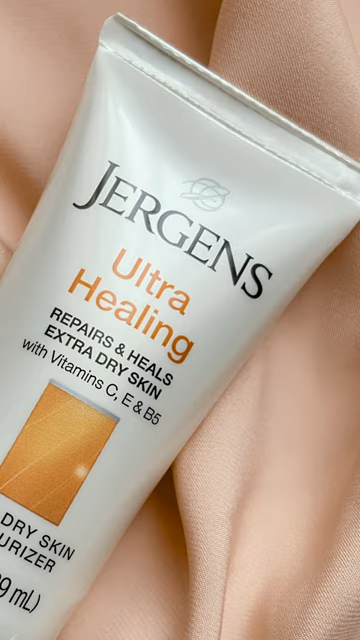 JERGENS
Ultra
Healing
REPAIRS & HEALS
EXTRA DRY SKIN
with Vitamins C, E & B5
DRY SKIN
URIZER
9 mL)